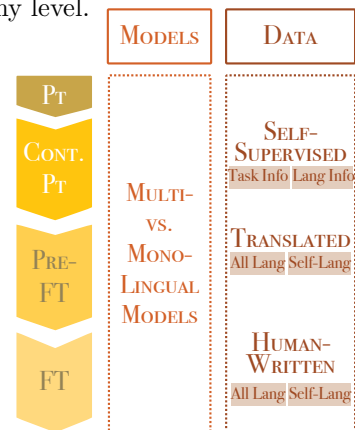 ny level.
MODELS
DATA
PT
CONT.
PT
PRE-
FT
FT
MULTI-
VS.
MONO-
LINGUAL
MODELS
SELF-
SUPERVISED
Task Info Lang Info
TRANSLATED
All Lang Self-Lang
HUMAN-
WRITTEN
All Lang Self-Lang